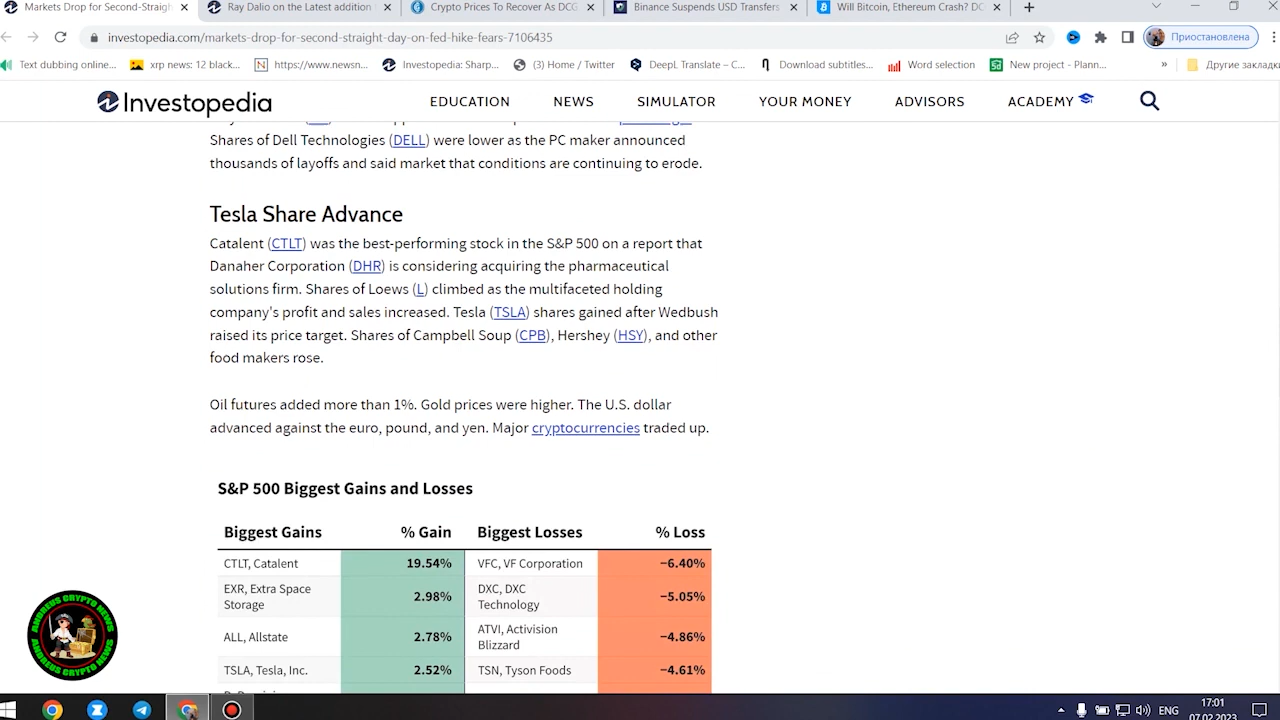 Markets Drop for Second-Straigh
Ray Dalio on the Latest addition
Crypto Prices To Recover As DCG
Binance Suspends USD Transfers
Will Bitcoin, Ethereum Crash? DC
investopedia.com/markets-drop-for-second-straight-day-on-fed-hike-fears-7106435
Приостановлена
Text dubbing online...
xrp news: 12 black...
https://www.newsn...
Investopedia: Sharp...
(3) Home / Twitter
DeepL Translate – C...
Download subtitles...
Word selection
New project - Plann...
»
Другие закладки
Investopedia
EDUCATION
NEWS
SIMULATOR
YOUR MONEY
ADVISORS
ACADEMY
Shares of Dell Technologies (DELL) were lower as the PC maker announced
thousands of layoffs and said market that conditions are continuing to erode.
Tesla Share Advance
Catalent (CTLT) was the best-performing stock in the S&P 500 on a report that
Danaher Corporation (DHR) is considering acquiring the pharmaceutical
solutions firm. Shares of Loews (L) climbed as the multifaceted holding
company's profit and sales increased. Tesla (TSLA) shares gained after Wedbush
raised its price target. Shares of Campbell Soup (CPB), Hershey (HSY), and other
food makers rose.
Oil futures added more than 1%. Gold prices were higher. The U.S. dollar
advanced against the euro, pound, and yen. Major cryptocurrencies traded up.
S&P 500 Biggest Gains and Losses
Biggest Gains % Gain Biggest Losses % Loss
CTLT, Catalent 19.54% VFC, VF Corporation −6.40%
EXR, Extra Space
Storage
2.98%
DXC, DXC
Technology
−5.05%
ALL, Allstate 2.78%
ATVI, Activision
Blizzard
−4.86%
TSLA, Tesla, Inc. 2.52% TSN, Tyson Foods −4.61%
ANDREUS CRYPTO NEWS
ANDREUS CRYPTO NEWS
ENG
17:01
07.02.2023